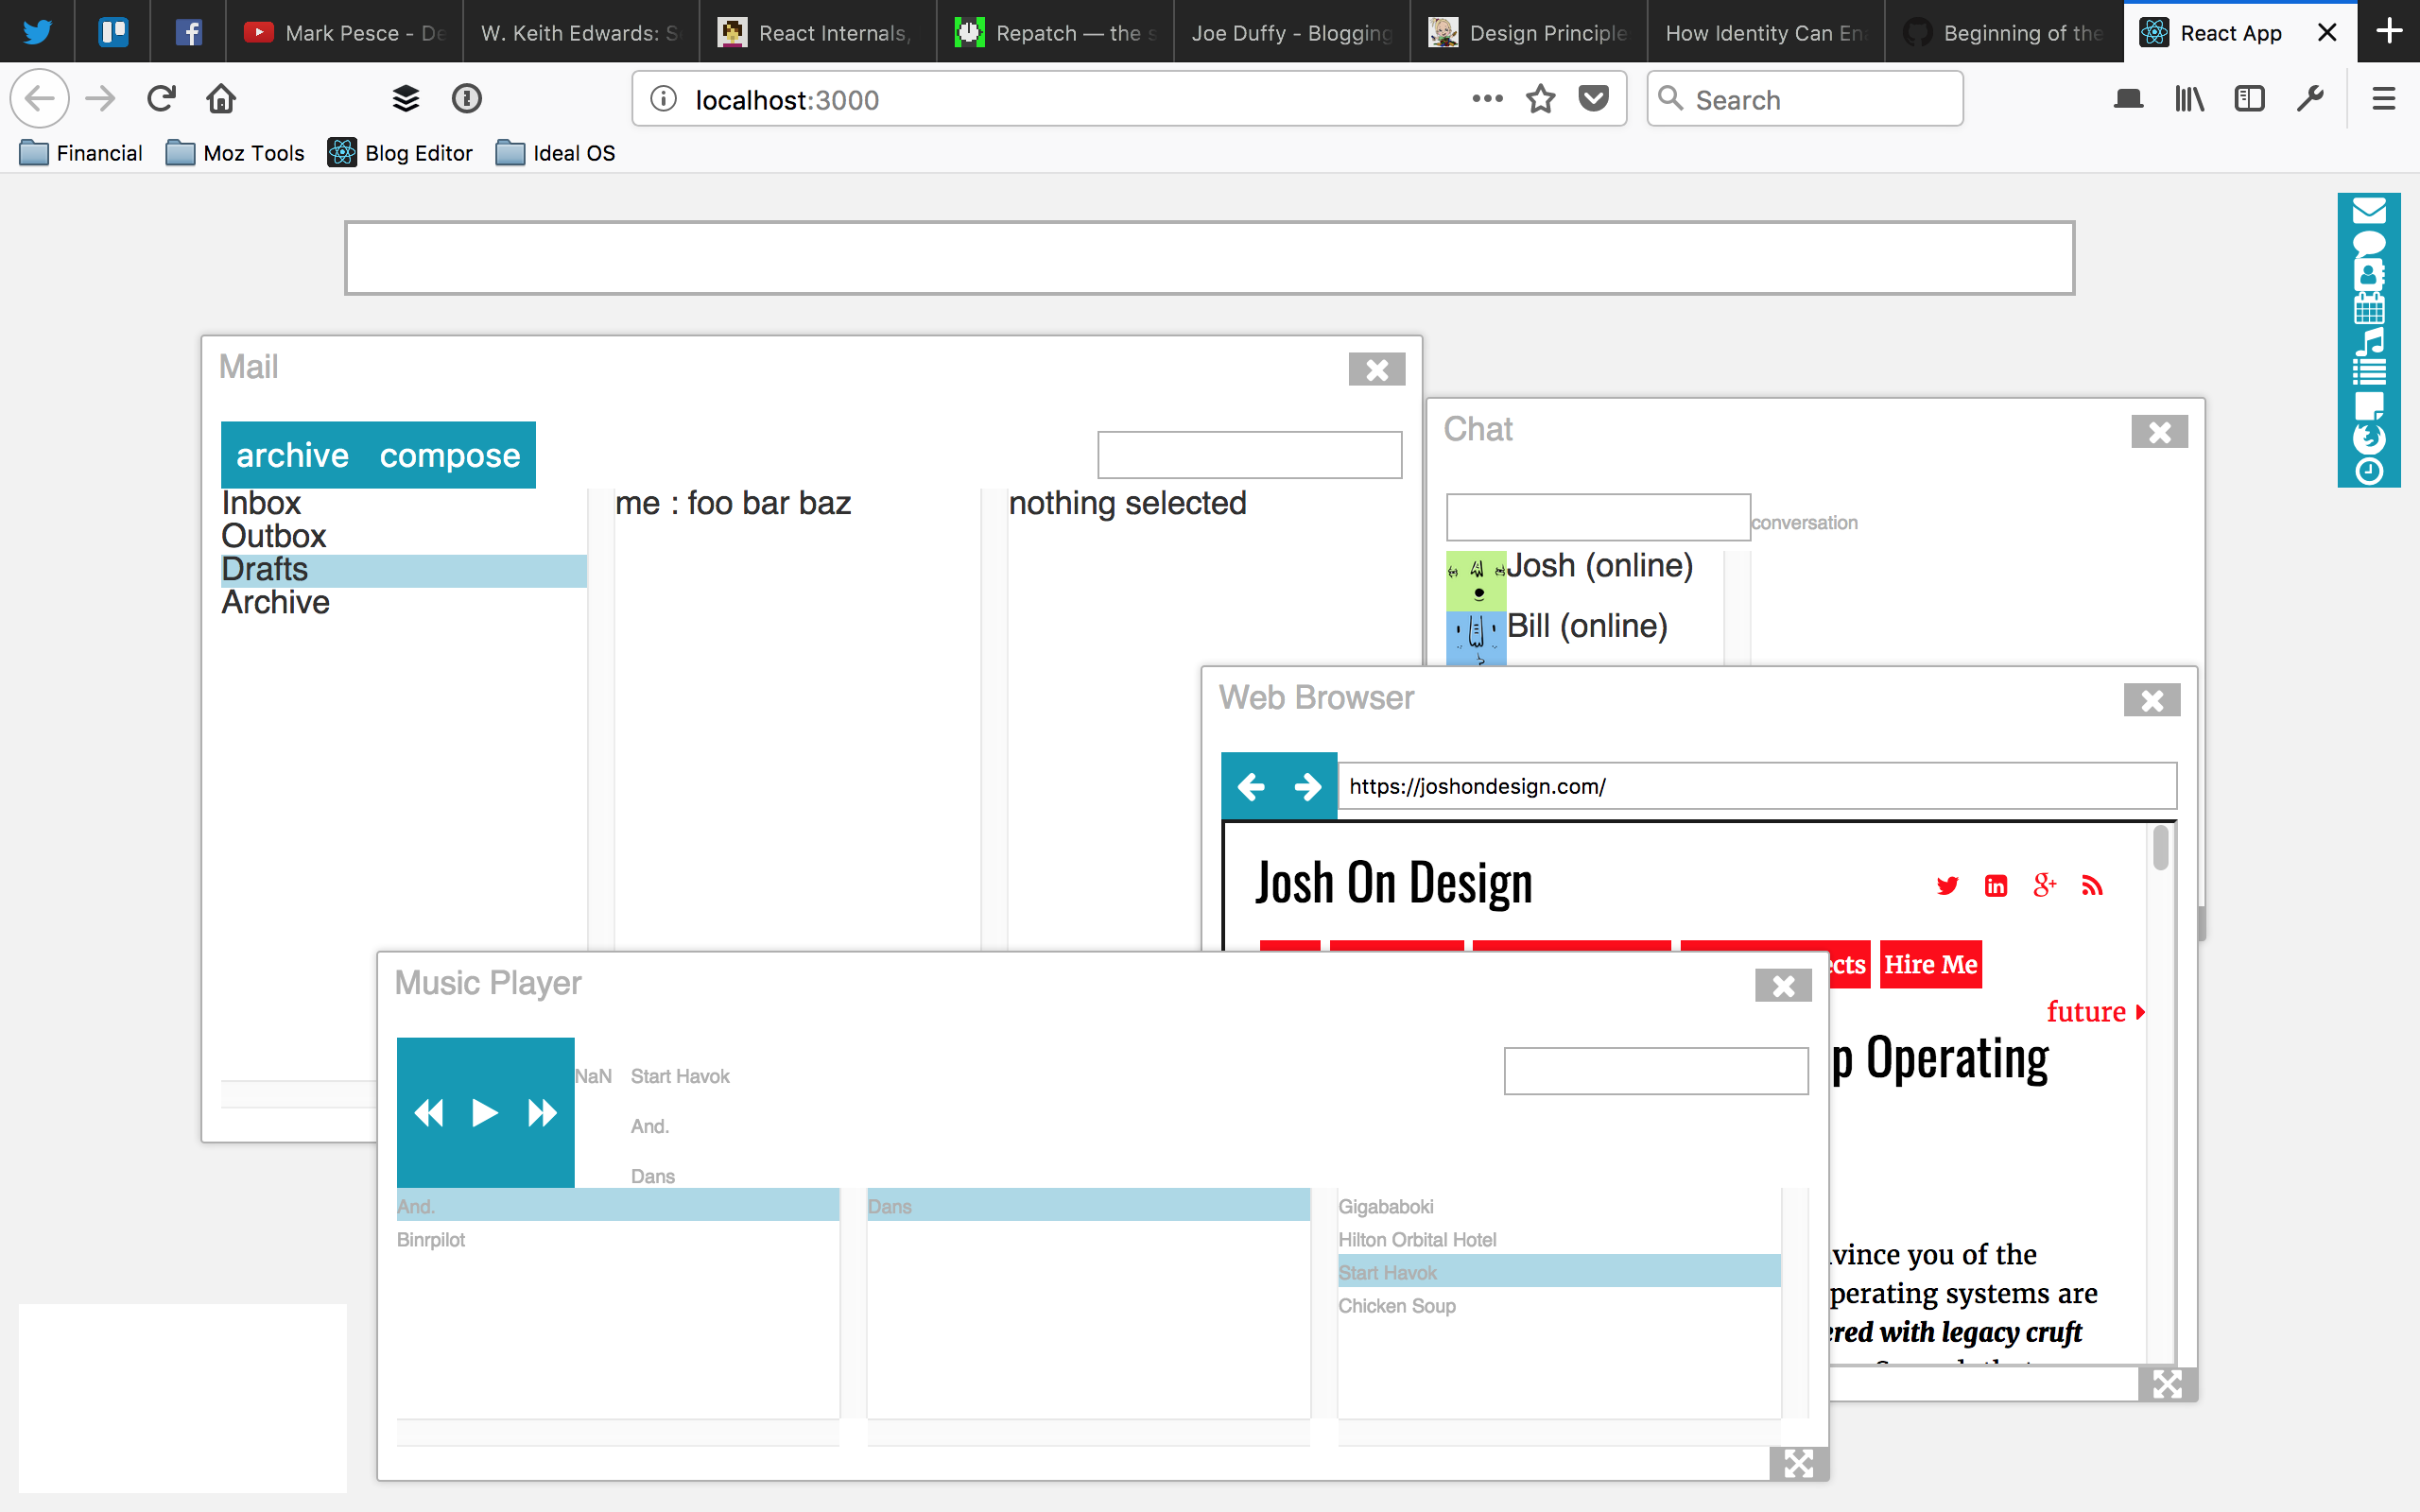 Mark Pesce - De
W. Keith Edwards: S
React Internals,
Repatch — the s
Joe Duffy - Blogging
Design Principle
How Identity Can En
Beginning of the
React App
localhost:3000
Search
Financial
Moz Tools
Blog Editor
Ideal OS
Mail
archive compose
Inbox
Outbox
Drafts
Archive
me : foo bar baz
nothing selected
Chat
conversation
Josh (online)
Bill (online)
Web Browser
https://joshondesign.com/
Josh On Design
ects
Hire Me
future
p Operating
vince you of the
perating systems are
ered with legacy cruft
Music Player
NaN
Start Havok
And.
Dans
And.
Binrpilot
Dans
Gigababoki
Hilton Orbital Hotel
Start Havok
Chicken Soup